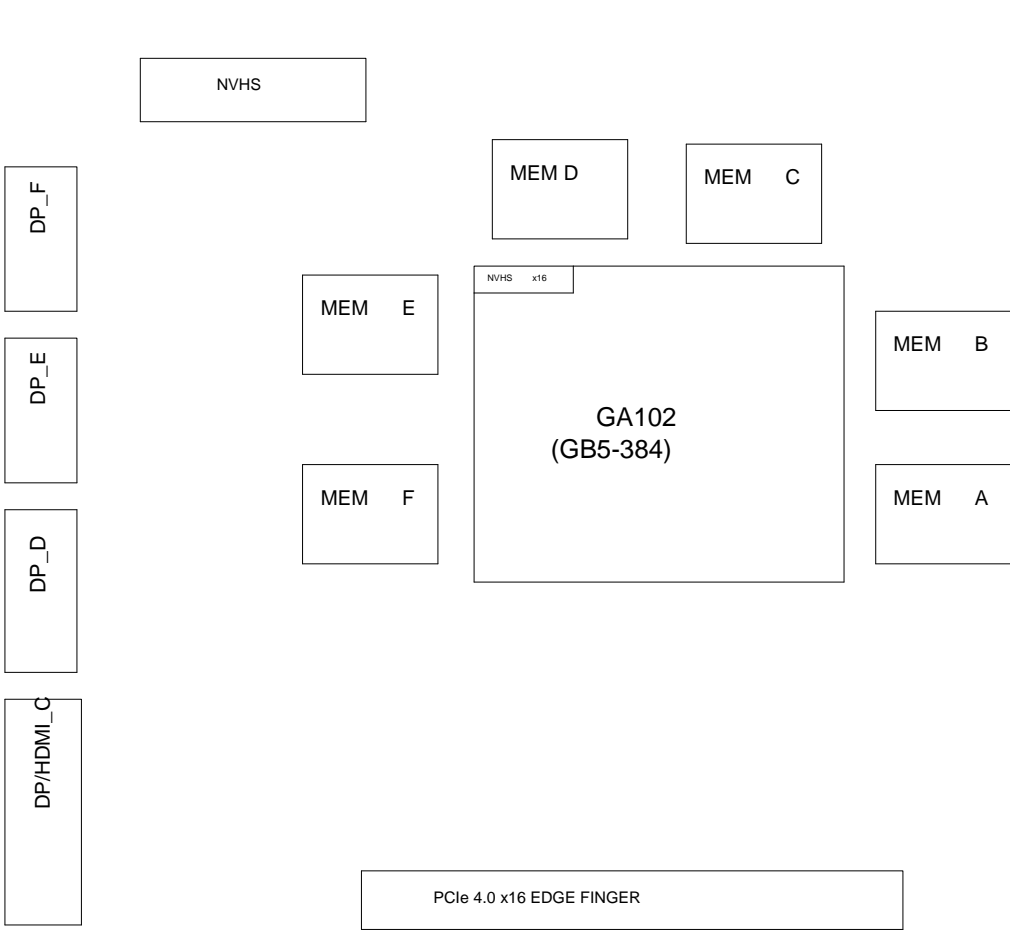 NVHS
MEM D
MEM C
DP_F
NVHS x16
MEM E
MEM B
DP_E
GA102
(GB5-384)
MEM F
MEM A
DP_D
DP/HDMI_C
PCIe 4.0 x16 EDGE FINGER